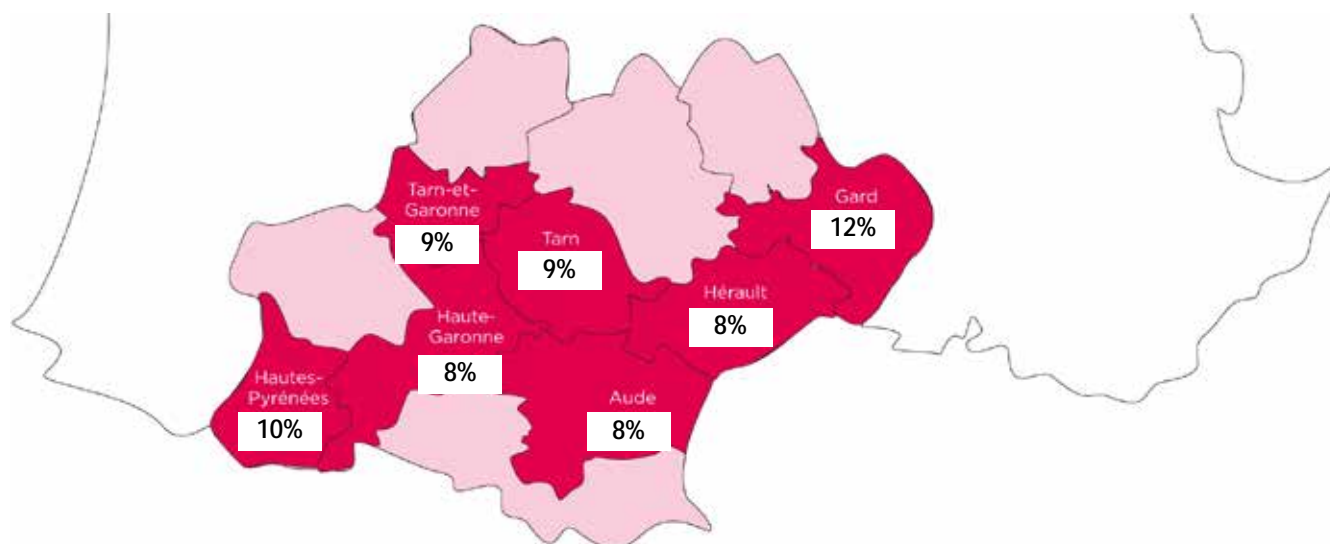 Tarn-et-
Garonne
9%
Tarn
9%
Gard
12%
Hérault
8%
Haute-
Garonne
8%
Hautes-
Pyrénées
10%
Aude
8%